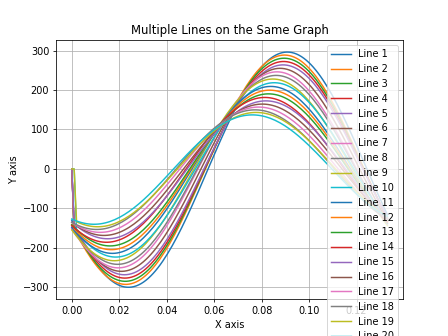 Multiple Lines on the Same Graph
300
200
100
0
−100
−200
−300
Y axis
0.00
0.02
0.04
0.06
0.08
0.10
X axis
Line 1
Line 2
Line 3
Line 4
Line 5
Line 6
Line 7
Line 8
Line 9
Line 10
Line 11
Line 12
Line 13
Line 14
Line 15
Line 16
Line 17
Line 18
Line 19
Line 20